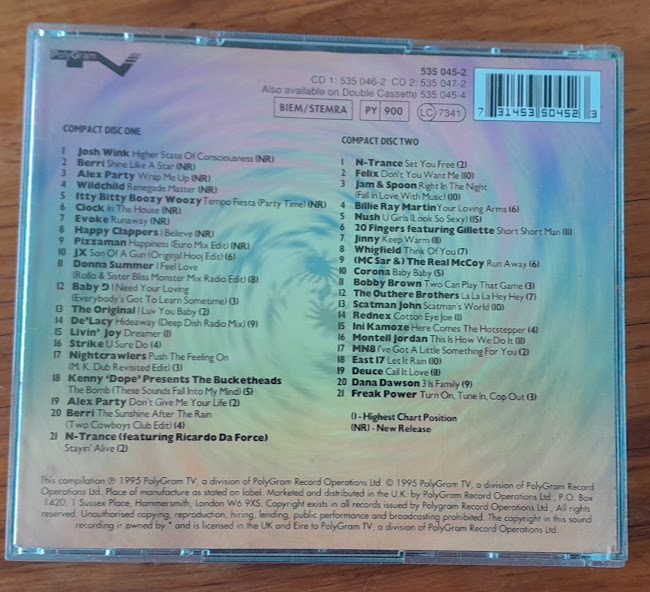 PolyGram
TV
535 045-2
CD 1: 535 046-2 CD 2: 535 047-2
Also available on Double Cassette 535 045-4
BIEM/STEMRA
PY 900
LC 7341
7 31453 50452 3
COMPACT DISC ONE
1 Josh Wink Higher State Of Consciousness (NR)
2 Berri Shine Like A Star (NR)
3 Alex Party Wrap Me Up (NR)
4 Wildchild Renegade Master (NR)
5 Itty Bitty Boozy Woozy Tempo Fiesta (Party Time) (NR)
6 Clock In The House (NR)
7 Evoke Runaway (NR)
8 Happy Clappers I Believe (NR)
9 Pizzaman Happiness (Euro Mix Edit) (NR)
10 JX Son Of A Gun (Original Hooj Edit) (6)
11 Donna Summer I Feel Love
(Rollo & Sister Bliss Monster Mix Radio Edit) (8)
12 Baby D I Need Your Loving
(Everybody's Got To Learn Sometime) (3)
13 The Original I Luv You Baby (2)
14 De'Lacy Hideaway (Deep Dish Radio Mix) (9)
15 Livin' Joy Dreamer (1)
16 Strike U Sure Do (4)
17 Nightcrawlers Push The Feeling On
(M.K. Dub Revisited Edit) (3)
18 Kenny 'Dope' Presents The Bucketheads
The Bomb (These Sounds Fall Into My Mind) (5)
19 Alex Party Don't Give Me Your Life (2)
20 Berri The Sunshine After The Rain
(Two Cowboys Club Edit) (4)
21 N-Trance (featuring Ricardo Da Force)
Stayin' Alive (2)
COMPACT DISC TWO
1 N-Trance Set You Free (2)
2 Felix Don't You Want Me (10)
3 Jam & Spoon Right In The Night
(Fall In Love With Music) (10)
4 Billie Ray Martin Your Loving Arms (6)
5 Nush U Girls (Look So Sexy) (15)
6 20 Fingers featuring Gillette Short Short Man (11)
7 Jinny Keep Warm (11)
8 Whigfield Think Of You (7)
9 (MC Sar &) The Real McCoy Run Away (6)
10 Corona Baby Baby (5)
11 Bobby Brown Two Can Play That Game (3)
12 The Outhere Brothers La La La Hey Hey (7)
13 Scatman John Scatman's World (10)
14 Rednex Cotton Eye Joe (1)
15 Ini Kamoze Here Comes The Hotstepper (4)
16 Montell Jordan This Is How We Do It (11)
17 MN8 I've Got A Little Something For You (2)
18 East 17 Let It Rain (10)
19 Deuce Call It Love (11)
20 Dana Dawson 3 Is Family (9)
21 Freak Power Turn On, Tune In, Cop Out (3)
() - Highest Chart Position
(NR) - New Release
This compilation ℗ 1995 PolyGram TV, a division of PolyGram Record Operations Ltd © 1995 PolyGram TV, a division of PolyGram Record
Operations Ltd. Place of manufacture as stated on label. Marketed and distributed in the U.K. by PolyGram Record Operations Ltd., P.O. Box
1420, 1 Sussex Place, Hammersmith, London W6 9XS. Copyright exists in all records issued by Polygram Record Operations Ltd., All rights
reserved. Unauthorised copying, reproduction, hiring, lending, public performance and broadcasting prohibited. The copyright in this sound
recording is owned by * and is licensed in the UK and Eire to PolyGram TV, a division of PolyGram Record Operations Ltd.